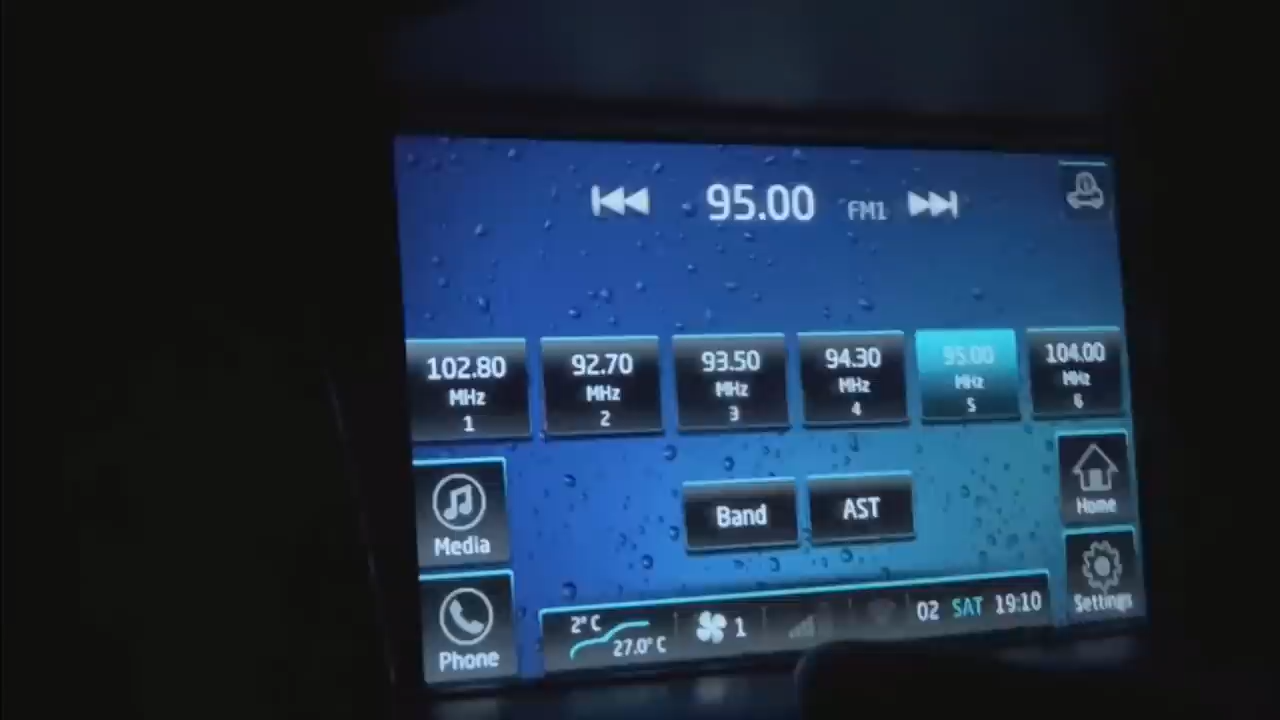 95.00 FM1
102.80 92.70 93.50 94.30 95.00 104.00
MHz MHz MHz MHz MHz MHz
1 2 3 4 5 6
Media
Band AST
Home
Phone
2°C
27.0°C
1
02 SAT 19:10
Settings